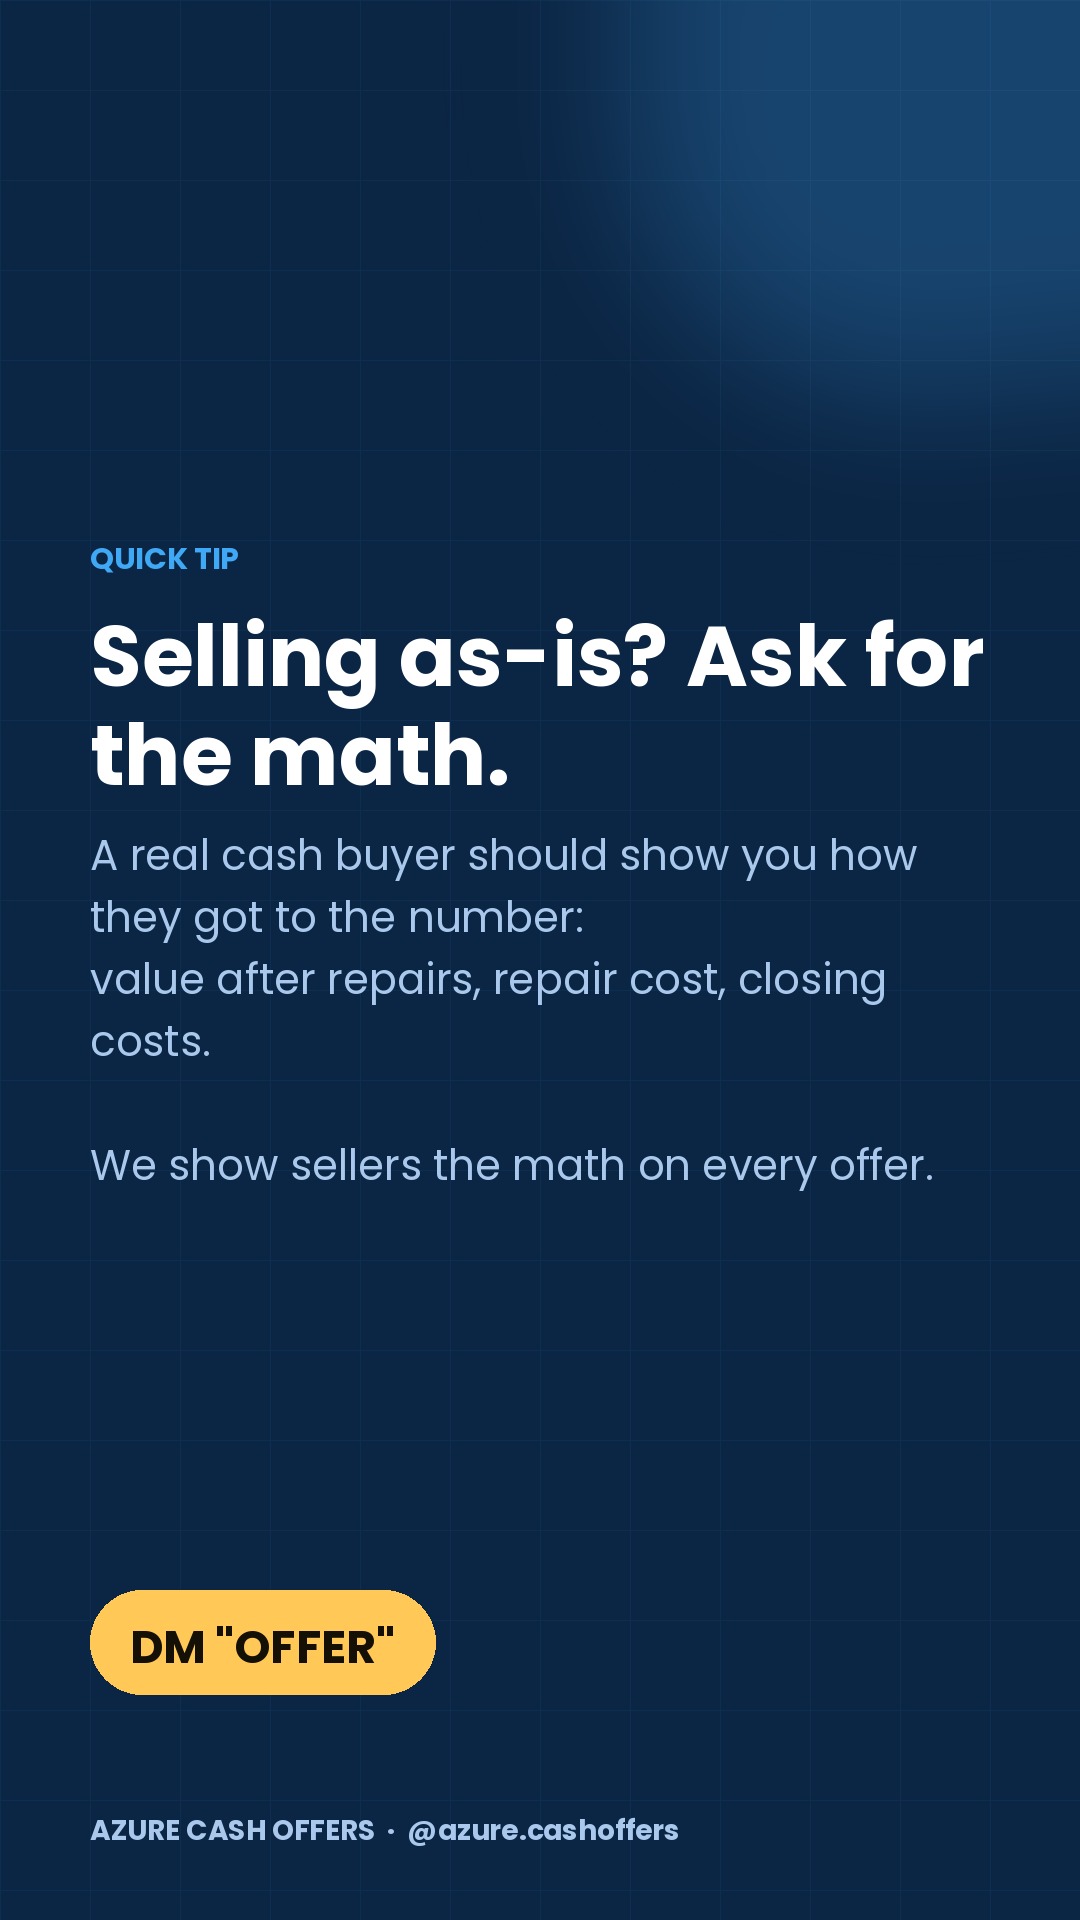 QUICK TIP
Selling as-is? Ask for
the math.
A real cash buyer should show you how
they got to the number:
value after repairs, repair cost, closing
costs.
We show sellers the math on every offer.
DM "OFFER"
AZURE CASH OFFERS · @azure.cashoffers